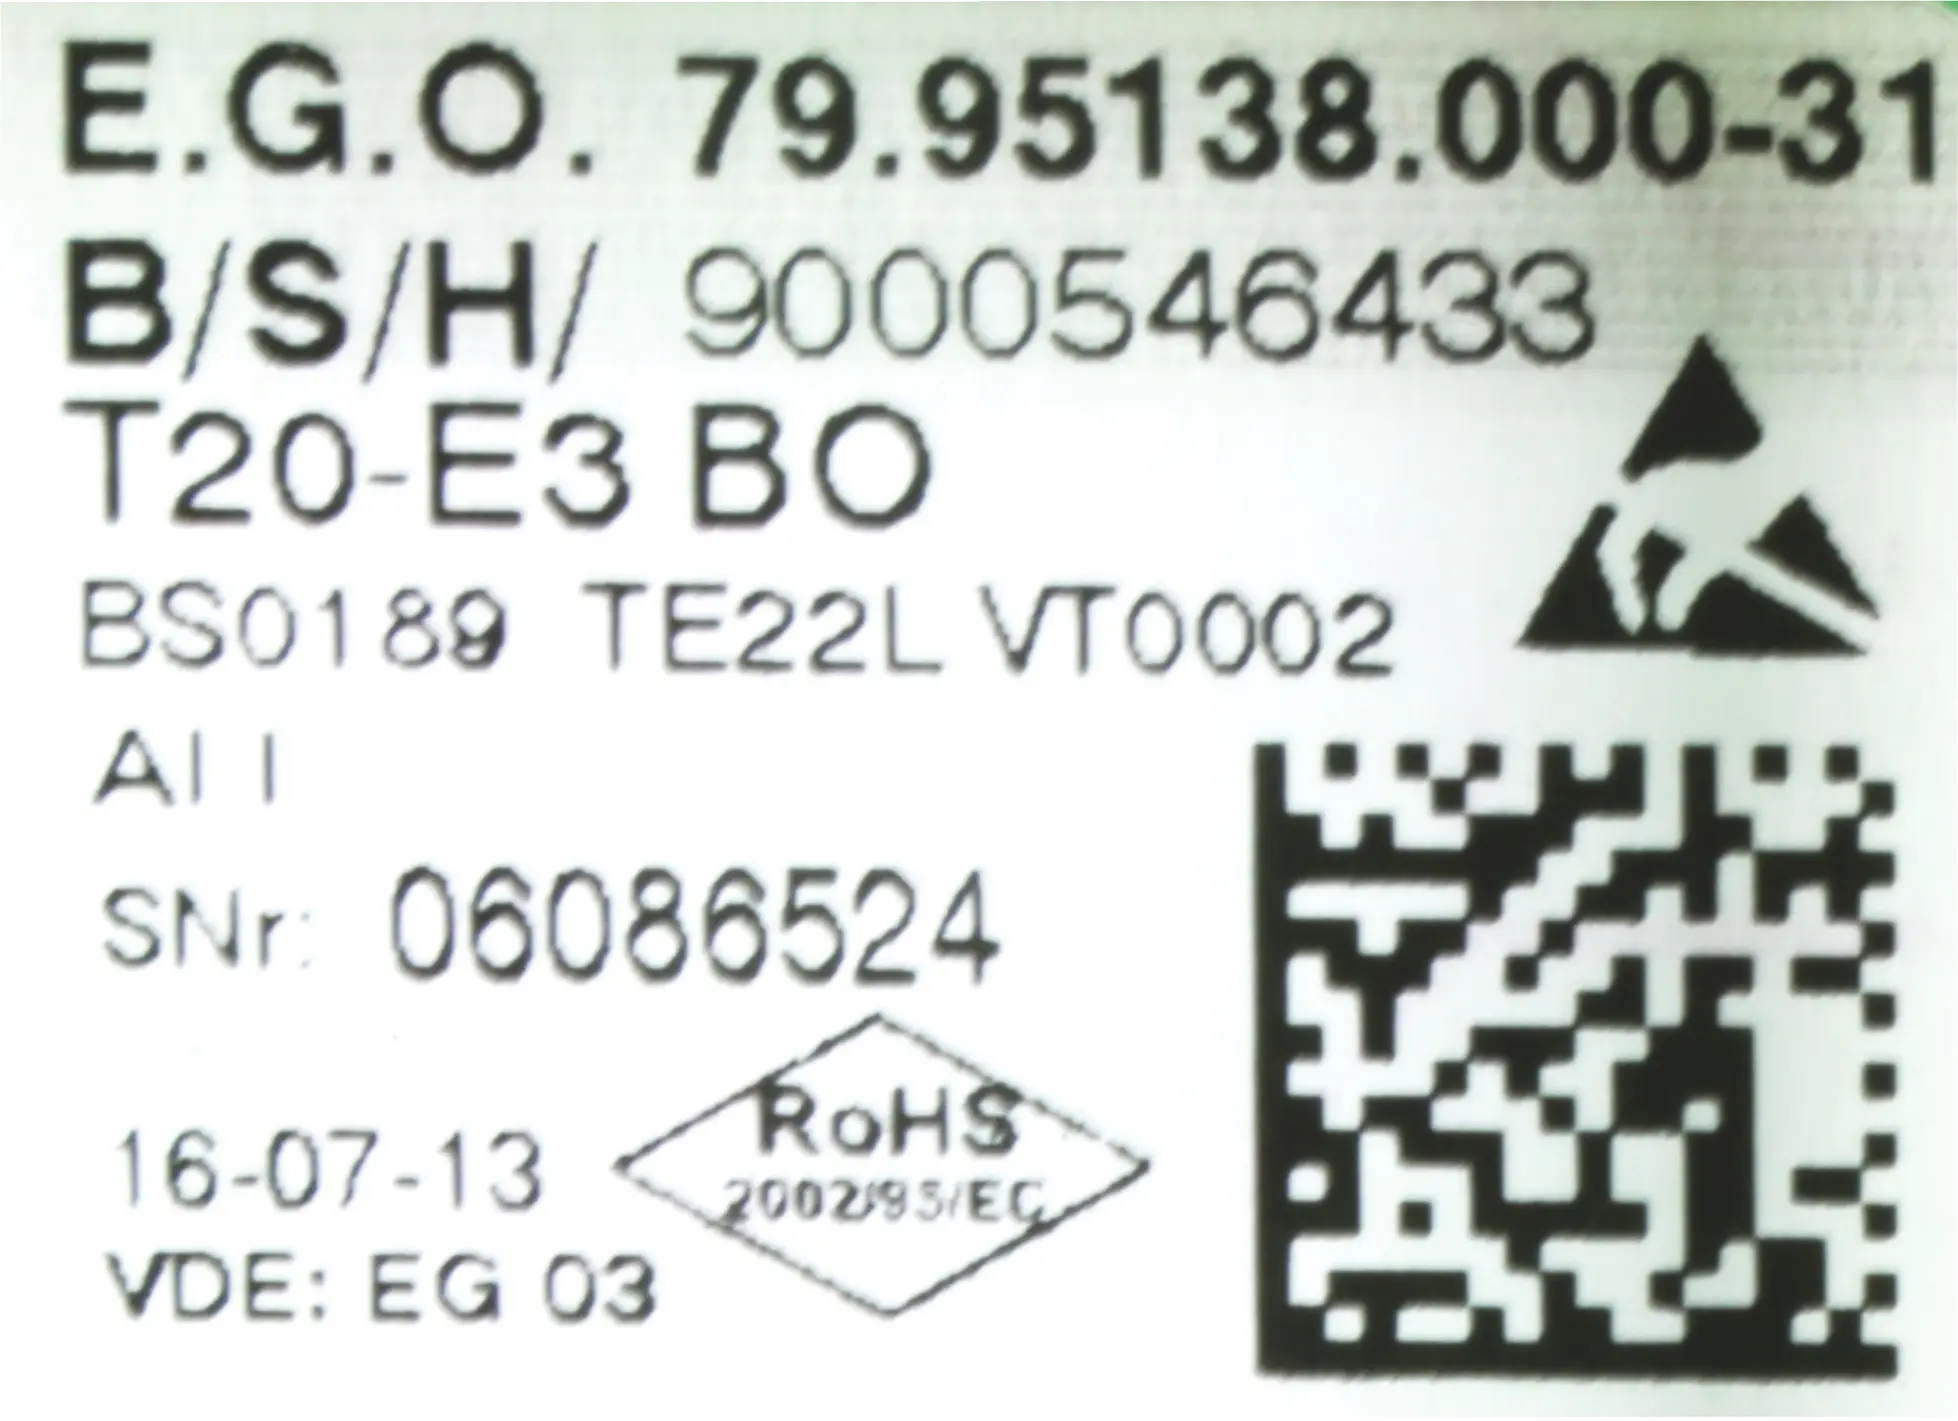 E.G.O. 79.95138.000-31
B/S/H/ 9000546433
T20-E3 BO
BS0189 TE22L VT0002
AI I
SNr: 06086524
RoHS
2002/95/EC
16-07-13
VDE: EG 03